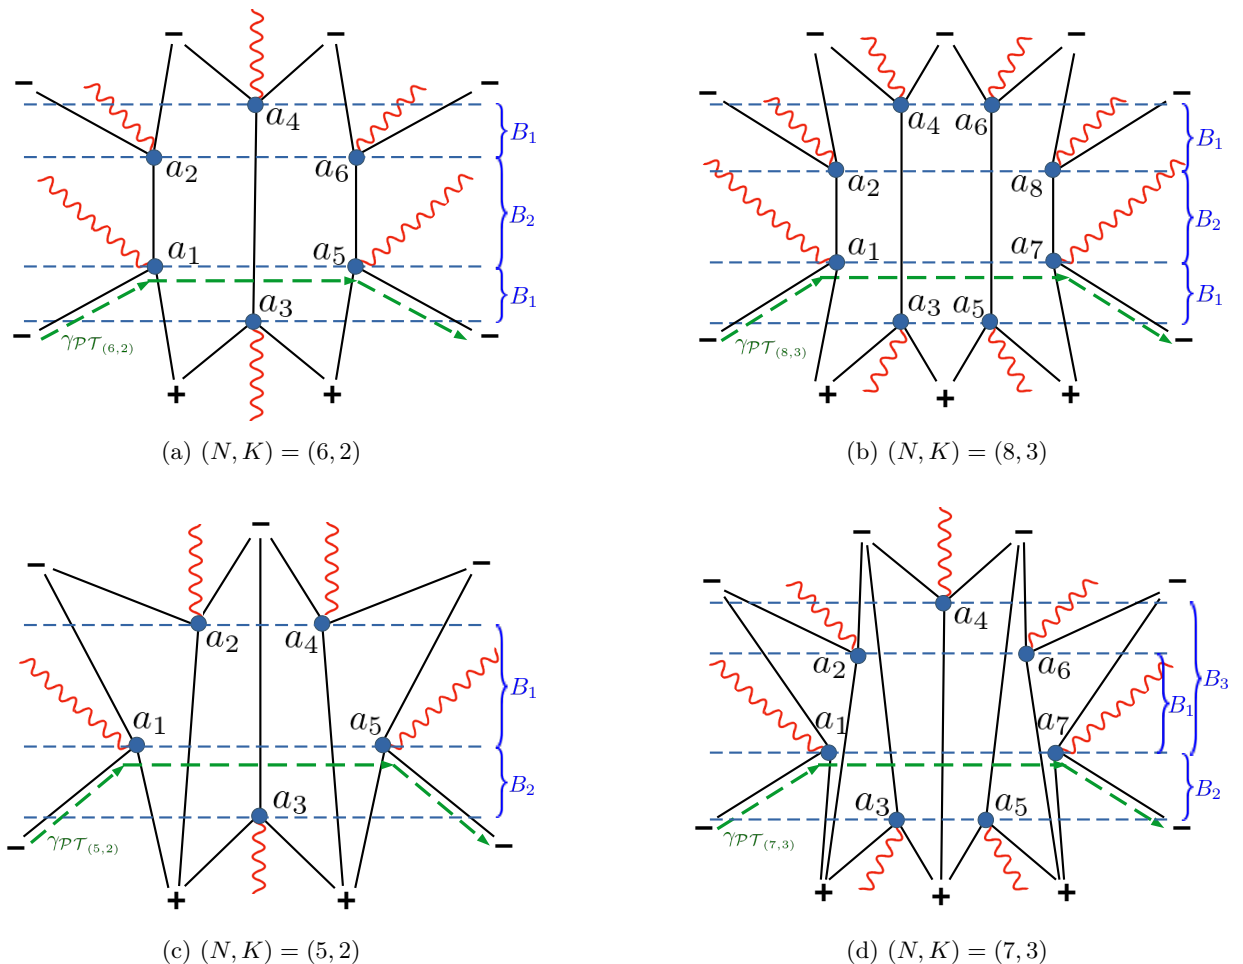 − − − − −
− − a₄ B₁ a₄ a₆ B₁
a₂ a₆ a₂ a₈
B₂ B₂
a₁ a₅ a₁ a₇
a₃ B₁ a₃ a₅ B₁
− γ𝒫𝒯₍₆,₂₎ − − γ𝒫𝒯₍₈,₃₎ −
+ + + + +
(a) (N, K) = (6, 2) (b) (N, K) = (8, 3)
− − −
− − − −
a₂ a₄ a₄
B₁ a₂ a₆ B₃
a₁ a₅ a₁ a₇ B₁
a₃ B₂ a₃ a₅ B₂
− γ𝒫𝒯₍₅,₂₎ − − γ𝒫𝒯₍₇,₃₎ −
+ + + + +
(c) (N, K) = (5, 2) (d) (N, K) = (7, 3)